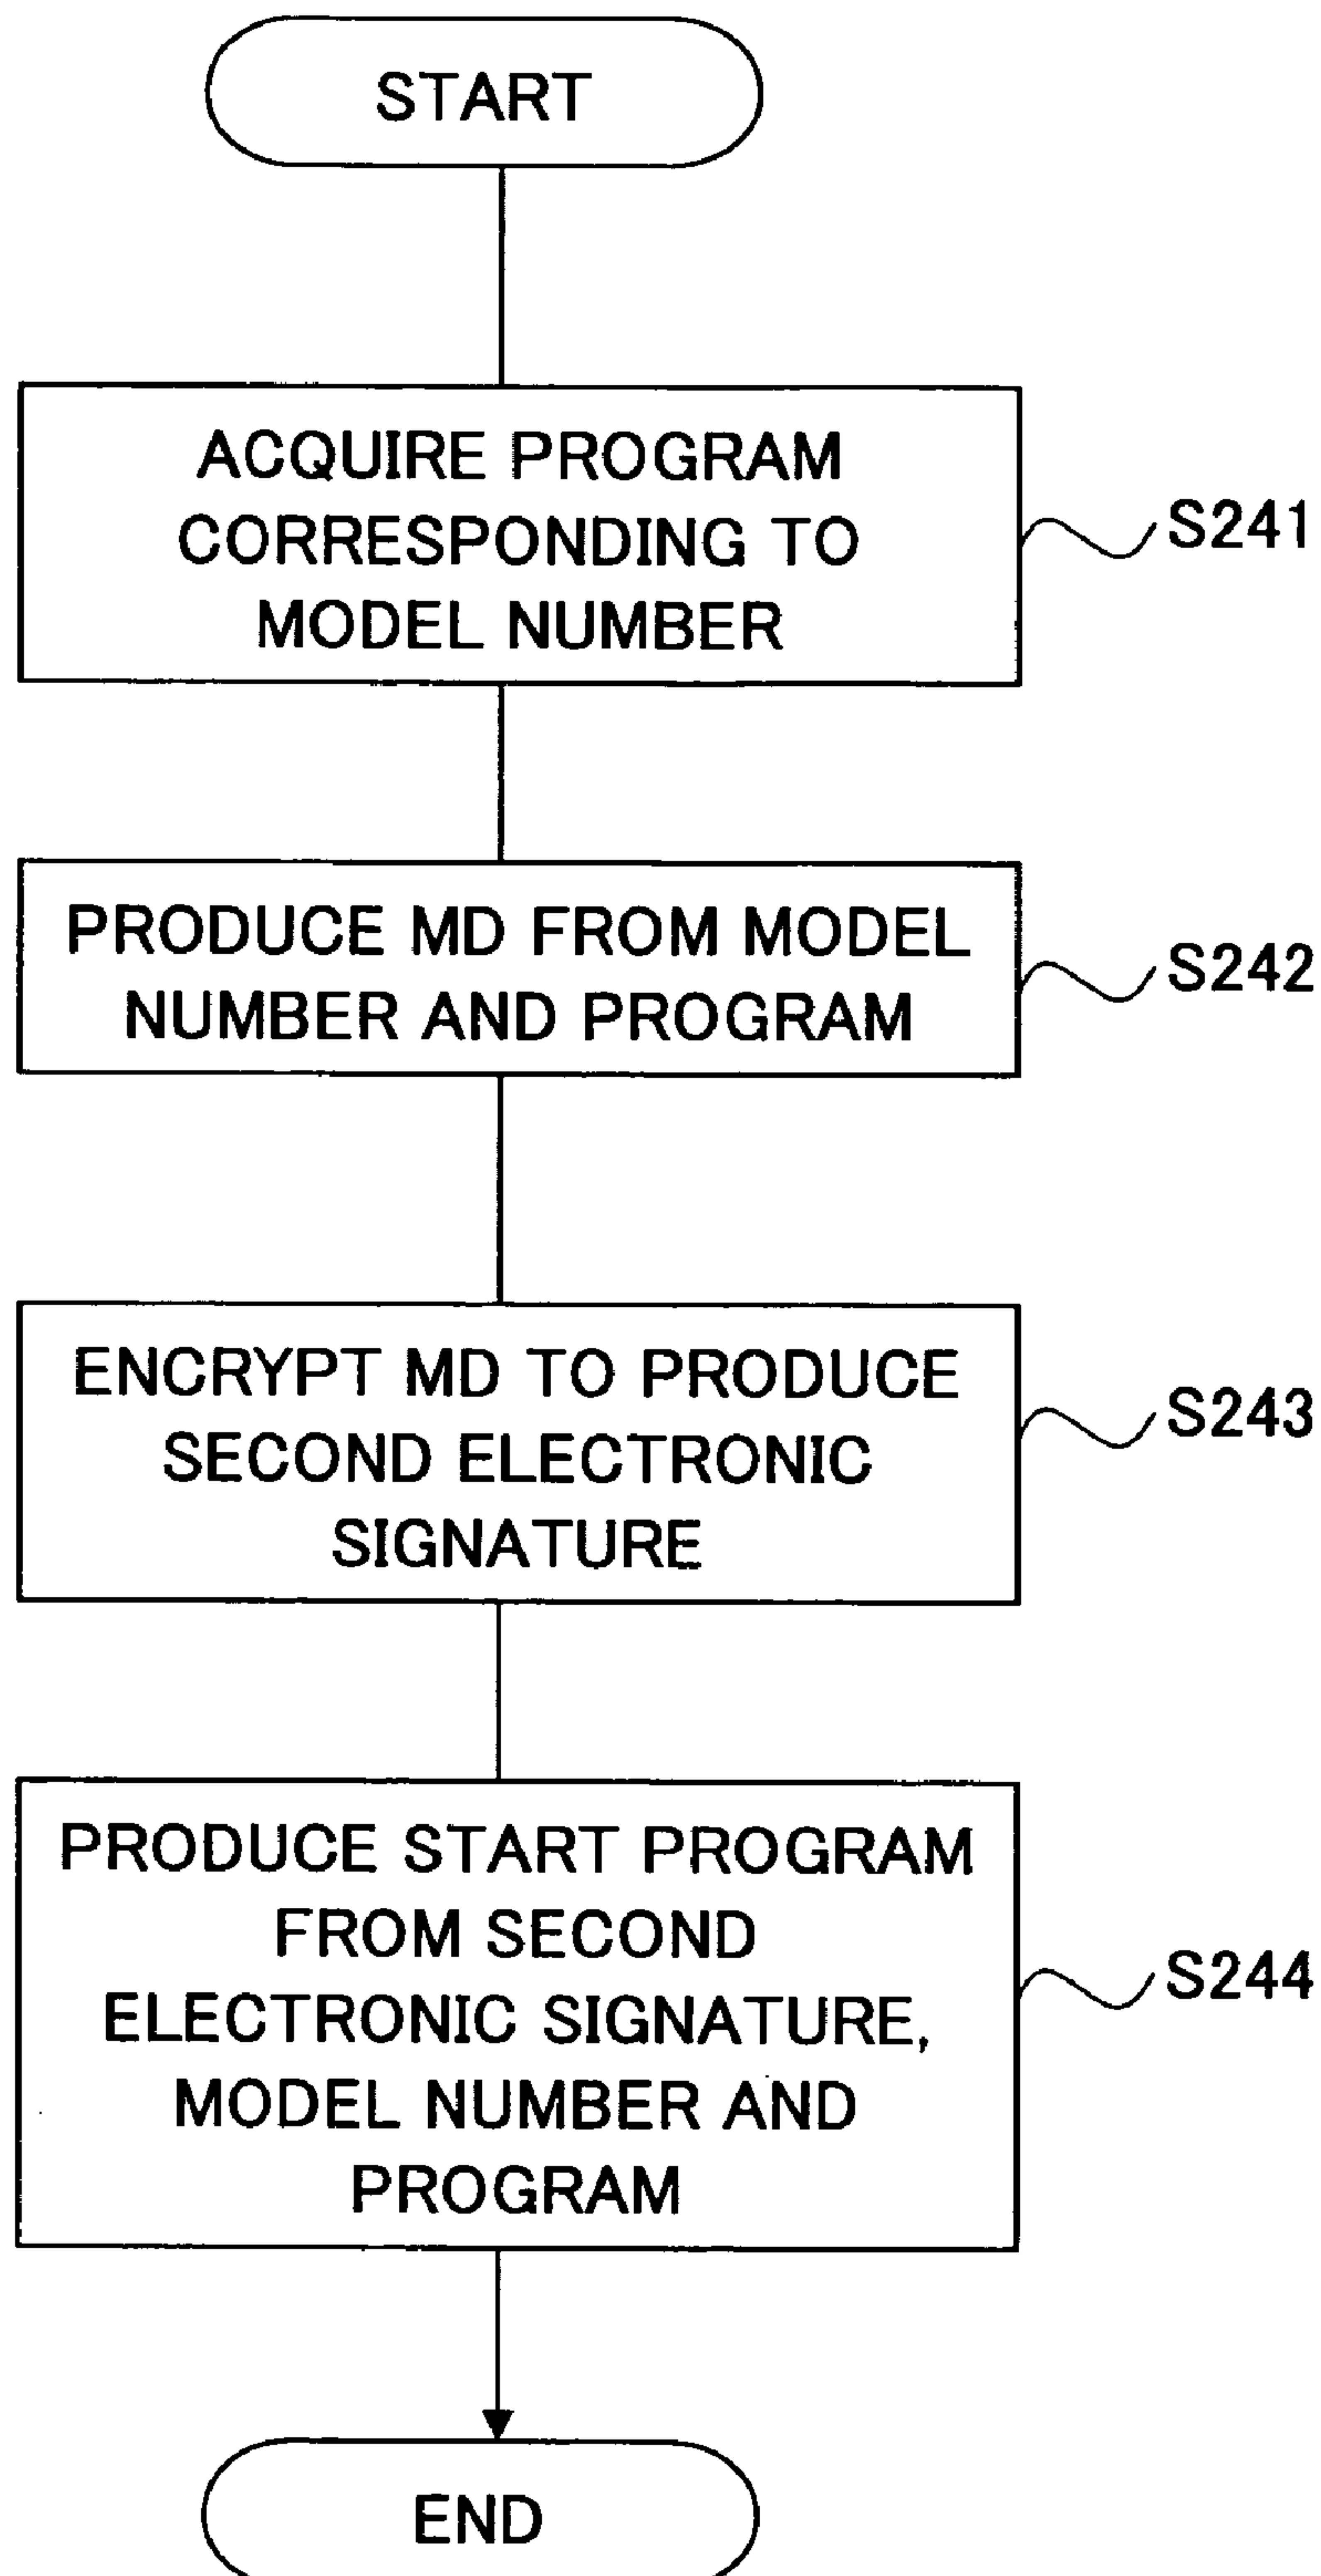 START
ACQUIRE PROGRAM
CORRESPONDING TO
MODEL NUMBER
S241
PRODUCE MD FROM MODEL
NUMBER AND PROGRAM
S242
ENCRYPT MD TO PRODUCE
SECOND ELECTRONIC
SIGNATURE
S243
PRODUCE START PROGRAM
FROM SECOND
ELECTRONIC SIGNATURE,
MODEL NUMBER AND
PROGRAM
S244
END